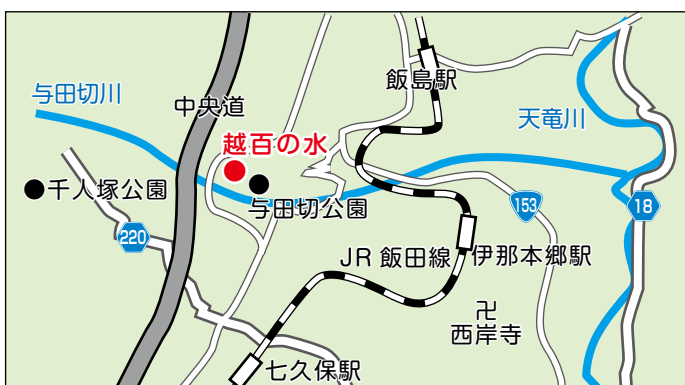 飯島駅
与田切川
中央道
天竜川
越百の水
千人塚公園
与田切公園
153
18
220
JR 飯田線
伊那本郷駅
卍
西岸寺
七久保駅